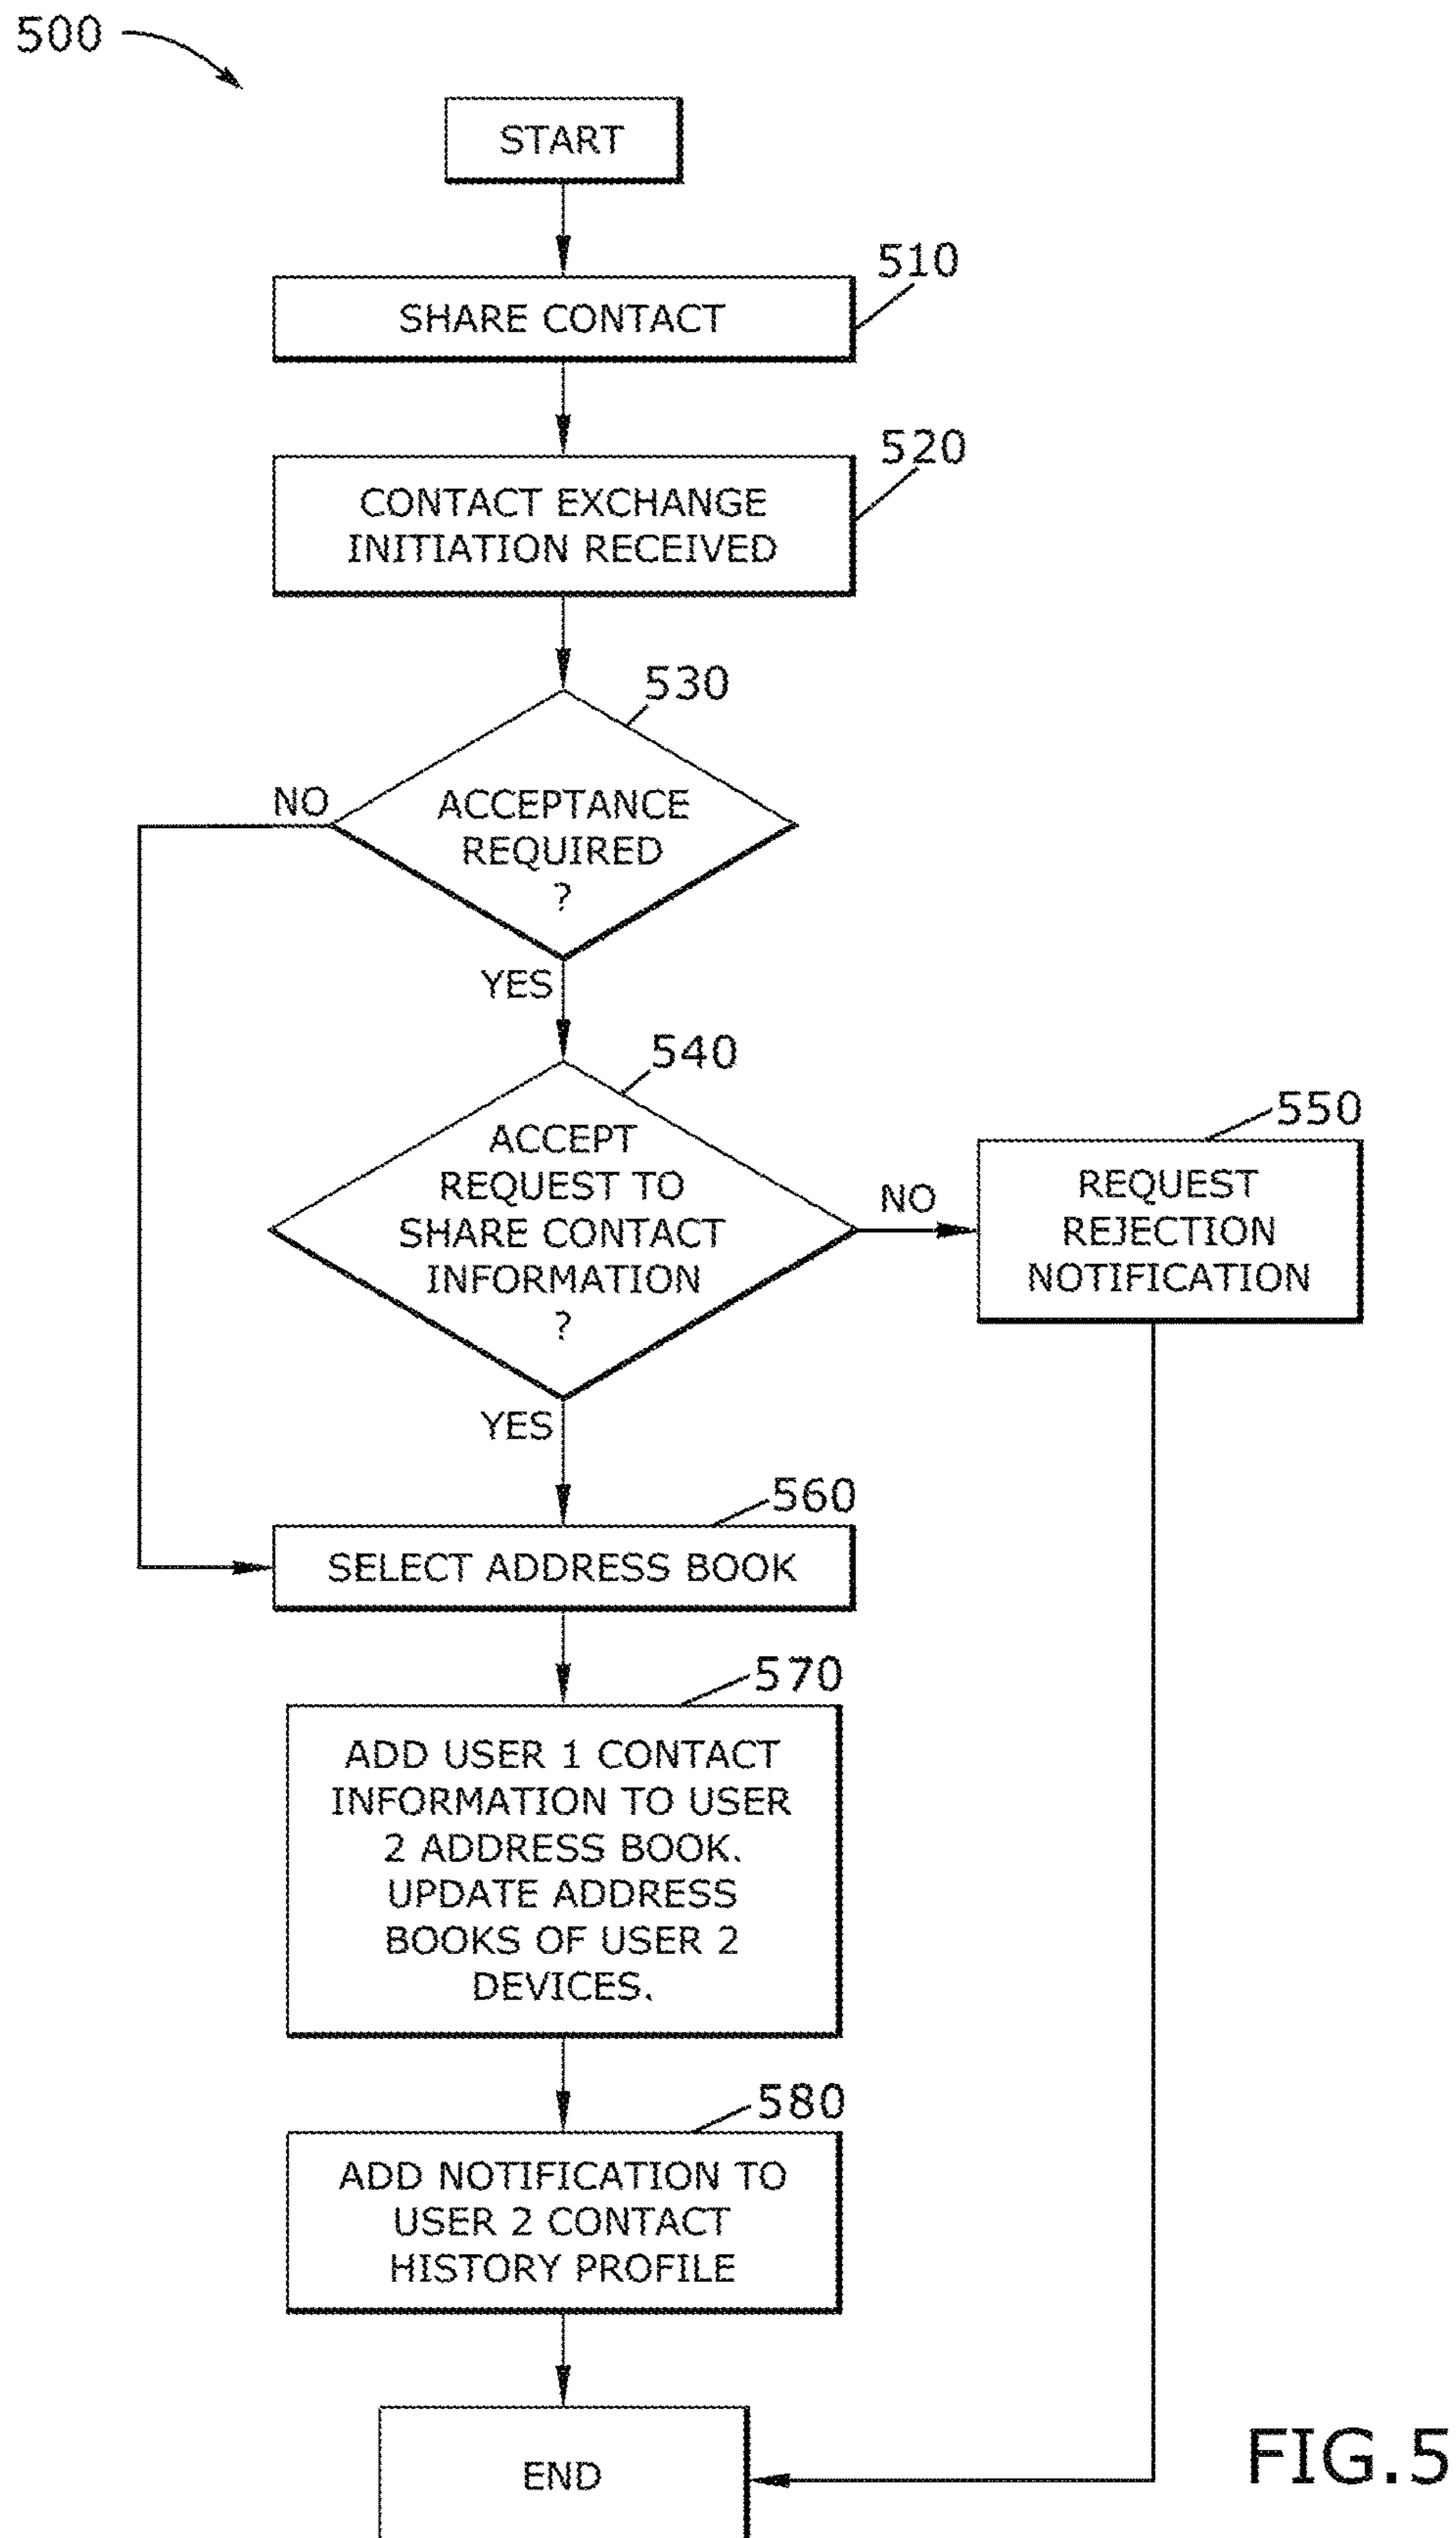 500
START
510
SHARE CONTACT
520
CONTACT EXCHANGE
INITIATION RECEIVED
530
NO
ACCEPTANCE
REQUIRED
?
YES
540
ACCEPT
REQUEST TO
SHARE CONTACT
INFORMATION
?
NO
550
REQUEST
REJECTION
NOTIFICATION
YES
560
SELECT ADDRESS BOOK
570
ADD USER 1 CONTACT
INFORMATION TO USER
2 ADDRESS BOOK.
UPDATE ADDRESS
BOOKS OF USER 2
DEVICES.
580
ADD NOTIFICATION TO
USER 2 CONTACT
HISTORY PROFILE
END
FIG.5